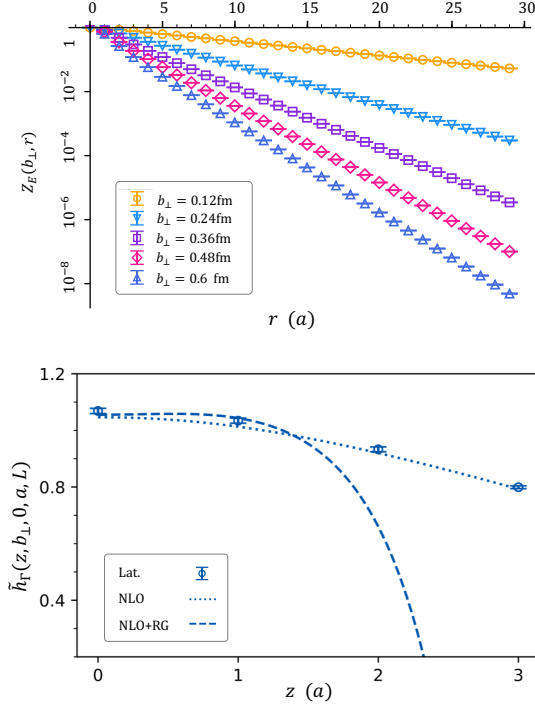 0 5 10 15 20 25 30
1
10⁻²
10⁻⁴
10⁻⁶
10⁻⁸
Z_E(b_⊥,r)
b_⊥ = 0.12fm
b_⊥ = 0.24fm
b_⊥ = 0.36fm
b_⊥ = 0.48fm
b_⊥ = 0.6 fm
r (a)
1.2
0.8
0.4
h̃_Γ(z,b_⊥,0,a,L)
Lat.
NLO
NLO+RG
0 1 2 3
z (a)